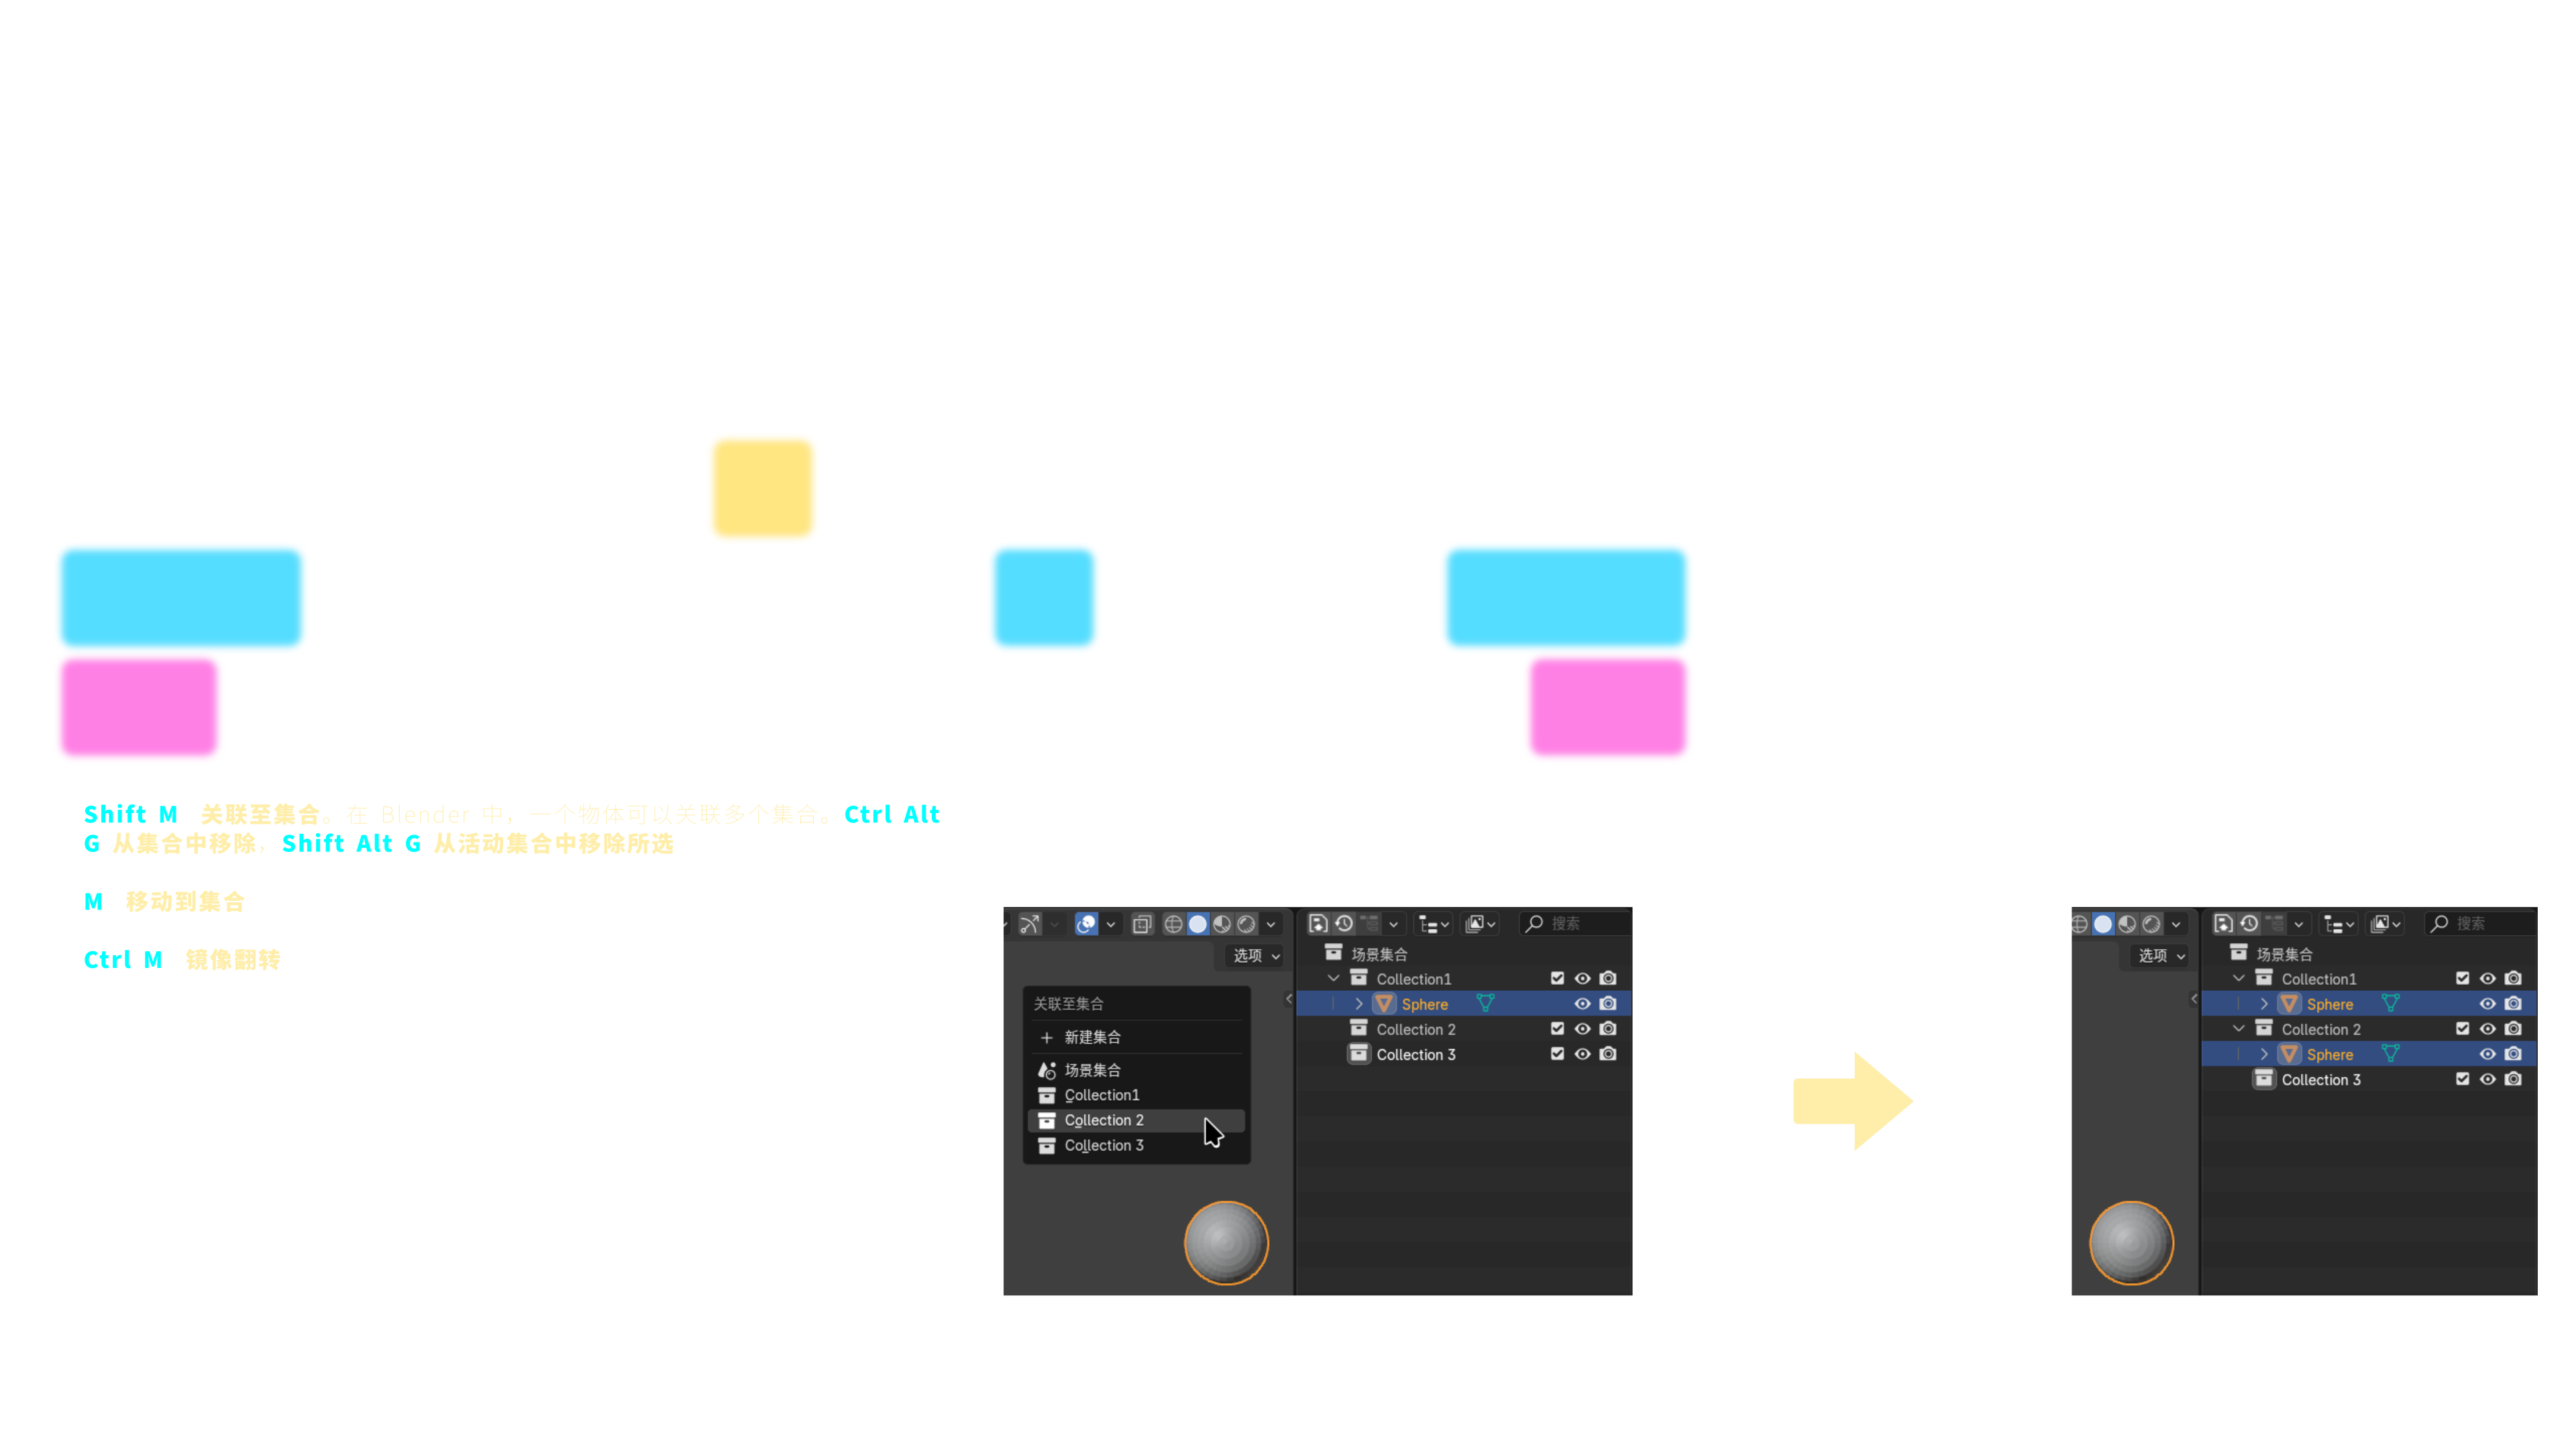 Shift M 关联至集合。在 Blender 中，一个物体可以关联多个集合。Ctrl Alt
G 从集合中移除，Shift Alt G 从活动集合中移除所选
M 移动到集合
Ctrl M 镜像翻转
搜索
选项
场景集合
Collection1
Sphere
Collection 2
Collection 3
关联至集合
新建集合
场景集合
Collection1
Collection 2
Collection 3
搜索
选项
场景集合
Collection1
Sphere
Collection 2
Sphere
Collection 3